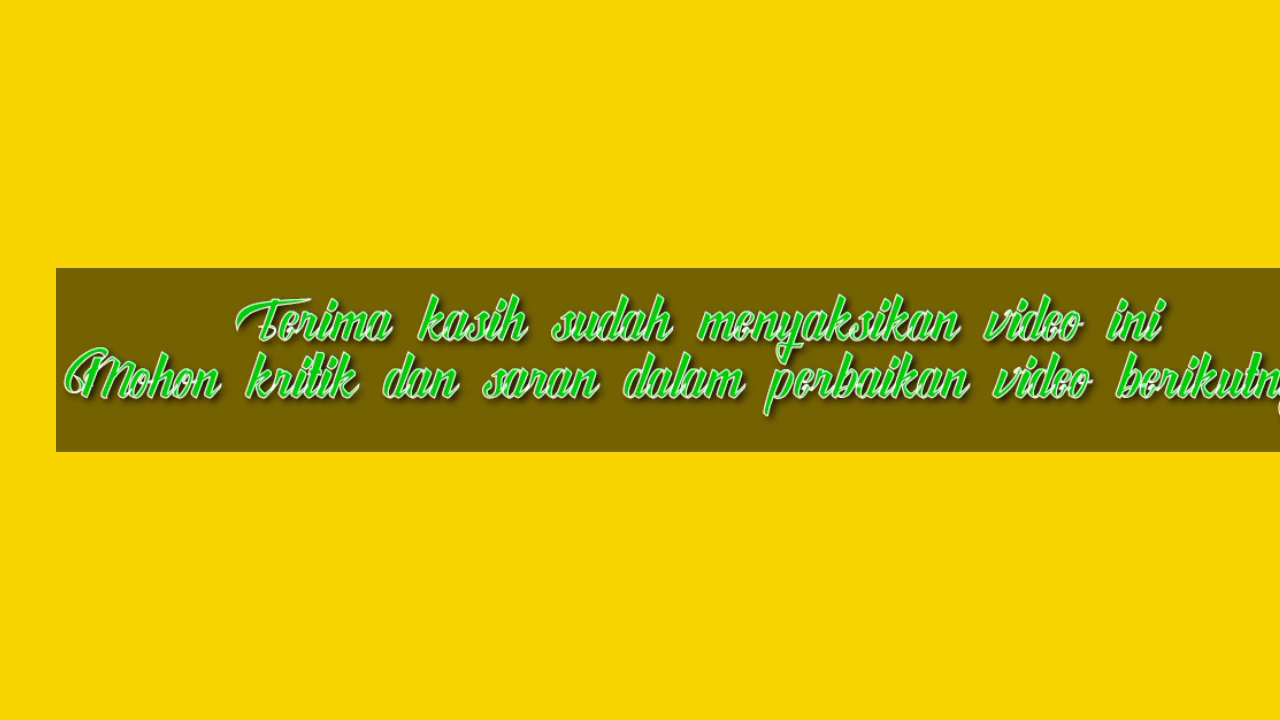 Terima kasih sudah menyaksikan video ini
Mohon kritik dan saran dalam perbaikan video